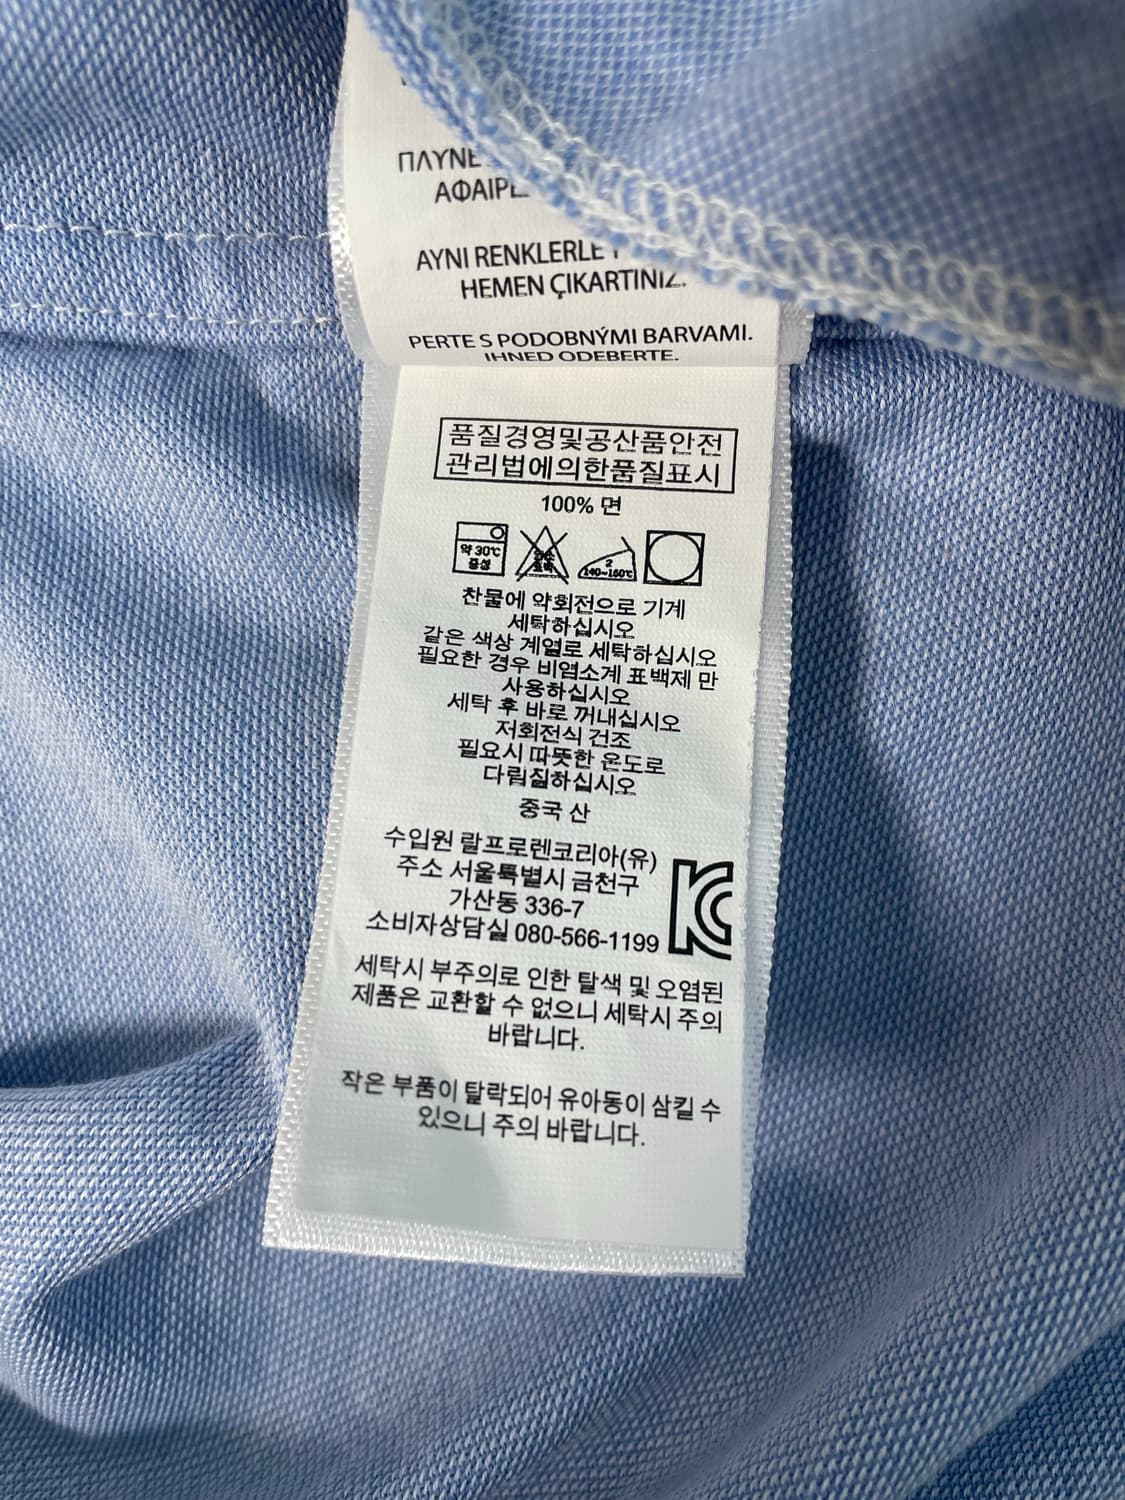 ΠΛΥΝΕ
ΑΦΑΙΡΕ
AYNI RENKLERLE
HEMEN ÇIKARTINIZ.
PERTE S PODOBNÝMI BARVAMI.
IHNED ODEBERTE.
품질경영및공산품안전
관리법에의한품질표시
100% 면
약 30℃
중성
염소
표백
2
140~160℃
찬물에 약회전으로 기계
세탁하십시오
같은 색상 계열로 세탁하십시오
필요한 경우 비염소계 표백제 만
사용하십시오
세탁 후 바로 꺼내십시오
저회전식 건조
필요시 따뜻한 온도로
다림질하십시오
중국 산
수입원 랄프로렌코리아(유)
주소 서울특별시 금천구
가산동 336-7
소비자상담실 080-566-1199
KC
세탁시 부주의로 인한 탈색 및 오염된
제품은 교환할 수 없으니 세탁시 주의
바랍니다.
작은 부품이 탈락되어 유아동이 삼킬 수
있으니 주의 바랍니다.